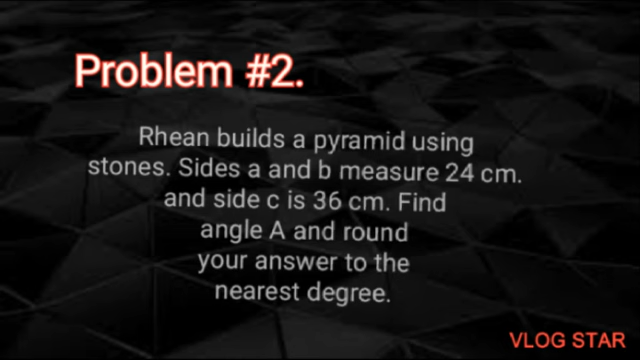 Problem #2.
Rhean builds a pyramid using
stones. Sides a and b measure 24 cm.
and side c is 36 cm. Find
angle A and round
your answer to the
nearest degree.
VLOG STAR